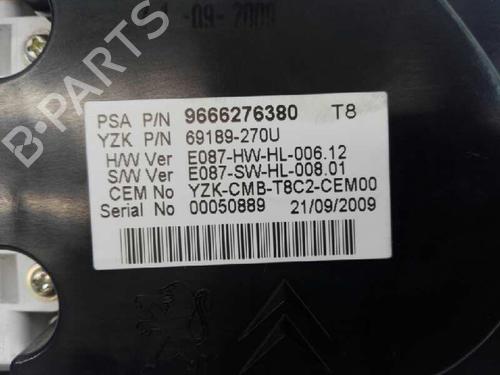 -09-2009
PSA P/N 9666276380 T8
YZK P/N 69189-270U
H/W Ver E087-HW-HL-006.12
S/W Ver E087-SW-HL-008.01
CEM No YZK-CMB-T8C2-CEM00
Serial No 00050889 21/09/2009